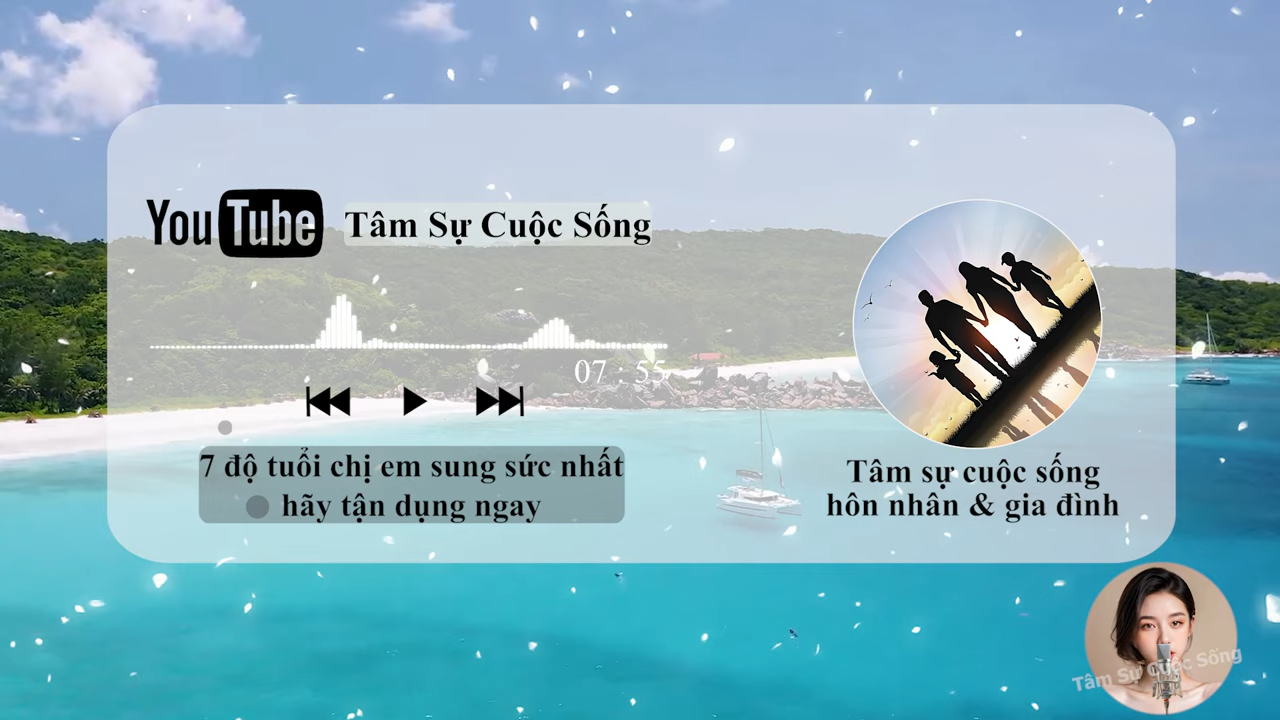 YouTube Tâm Sự Cuộc Sống
07 : 55
7 độ tuổi chị em sung sức nhất
hãy tận dụng ngay
Tâm sự cuộc sống
hôn nhân & gia đình
Tâm Sự Cuộc Sống